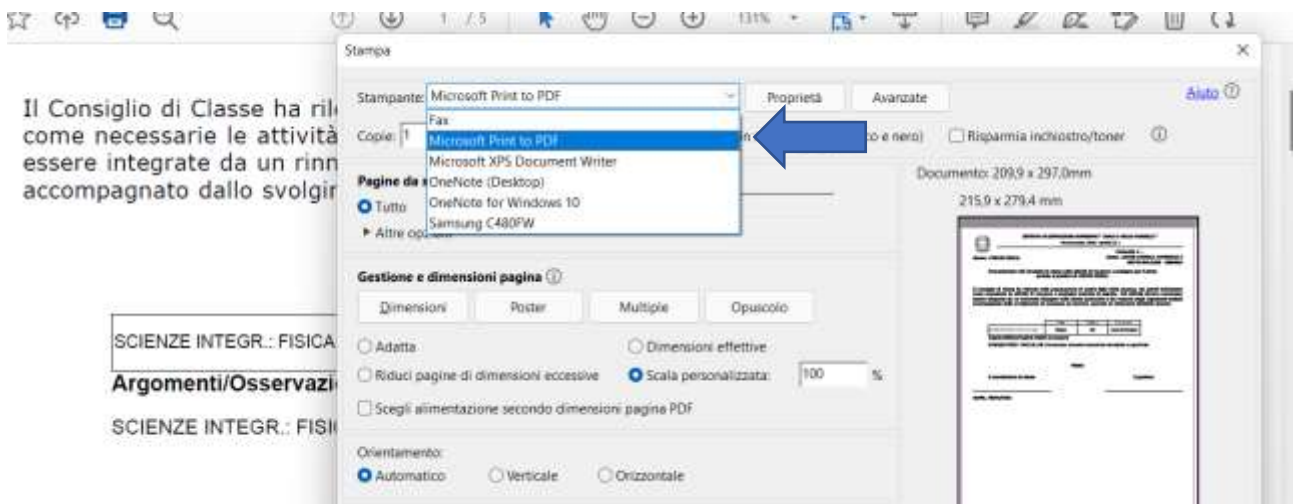 1 / 5
131%
Stampa
Il Consiglio di Classe ha
come necessarie le attività
essere integrate da un
accompagnato dallo
SCIENZE INTEGR.: FISICA
Argomenti/Osservazi
SCIENZE INTEGR.: FISI
Stampante: Microsoft Print to PDF
Proprietà
Avanzate
Aiuto
Copie: 1
Fax
Microsoft Print to PDF
Microsoft XPS Document Writer
OneNote (Desktop)
OneNote for Windows 10
Samsung C480FW
co e nero)
Risparmia inchiostro/toner
Pagine da
Tutto
Altre
Documento: 209,9 x 297,0mm
215,9 x 279,4 mm
Gestione e dimensioni pagina
Dimensioni
Poster
Multiple
Opuscolo
Adatta
Dimensioni effettive
Riduci pagine di dimensioni eccessive
Scala personalizzata: 100 %
Scegli alimentazione secondo dimensioni pagina PDF
Orientamento:
Automatico
Verticale
Orizzontale